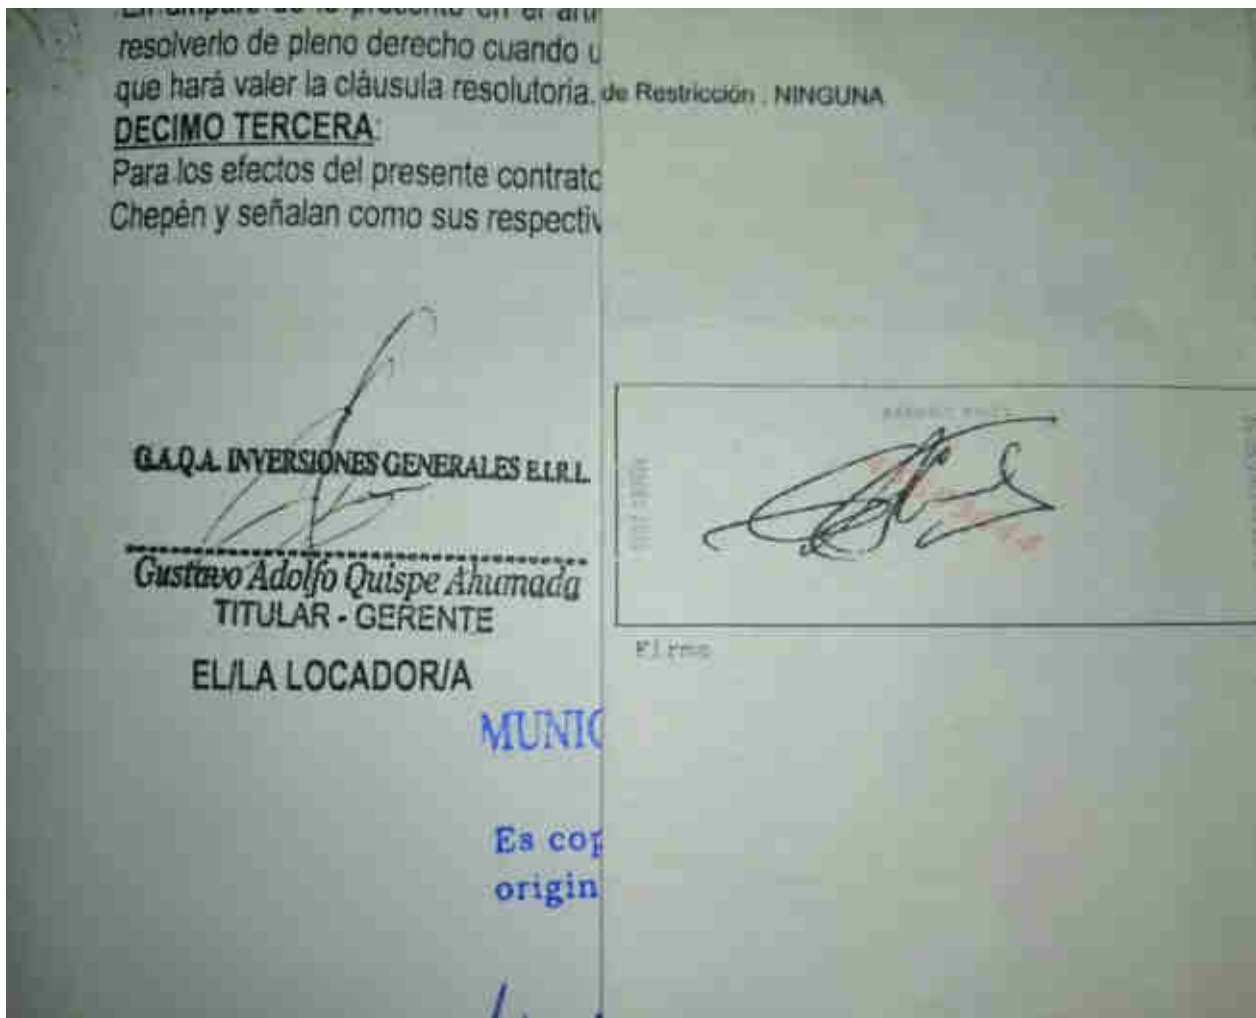 resolverlo de pleno derecho cuando u
que hará valer la cláusula resolutoria.
de Restricción : NINGUNA
DECIMO TERCERA:
Para los efectos del presente contrato
Chepén y señalan como sus respectiv
G.A.Q.A. INVERSIONES GENERALES E.I.R.L.
Gustavo Adolfo Quispe Ahumada
TITULAR - GERENTE
EL/LA LOCADOR/A
Firma
MUNIC
Es cop
origin